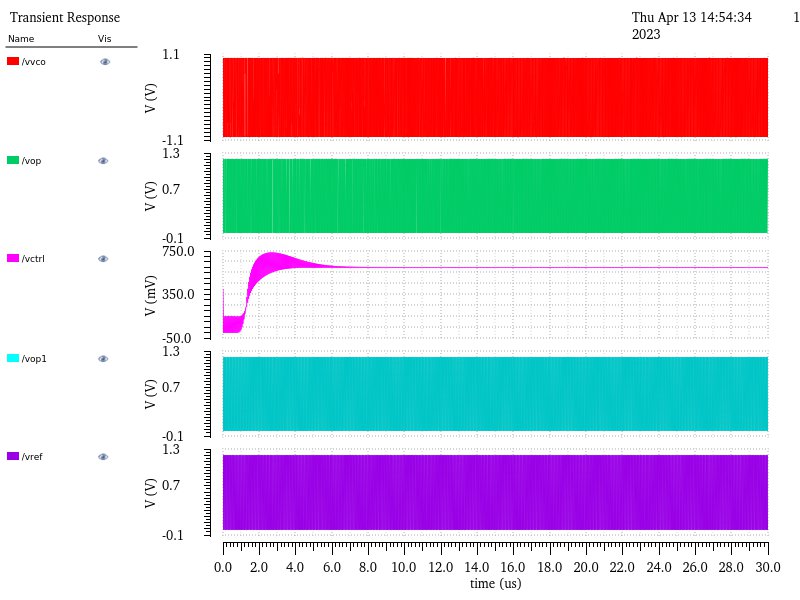 Transient Response
Thu Apr 13 14:54:34 1
2023
Name Vis
/vvco
1.1
V (V)
-1.1
/vop
1.3
0.7
V (V)
-0.1
/vctrl
750.0
350.0
V (mV)
-50.0
/vop1
1.3
0.7
V (V)
-0.1
/vref
1.3
0.7
V (V)
-0.1
0.0 2.0 4.0 6.0 8.0 10.0 12.0 14.0 16.0 18.0 20.0 22.0 24.0 26.0 28.0 30.0
time (us)